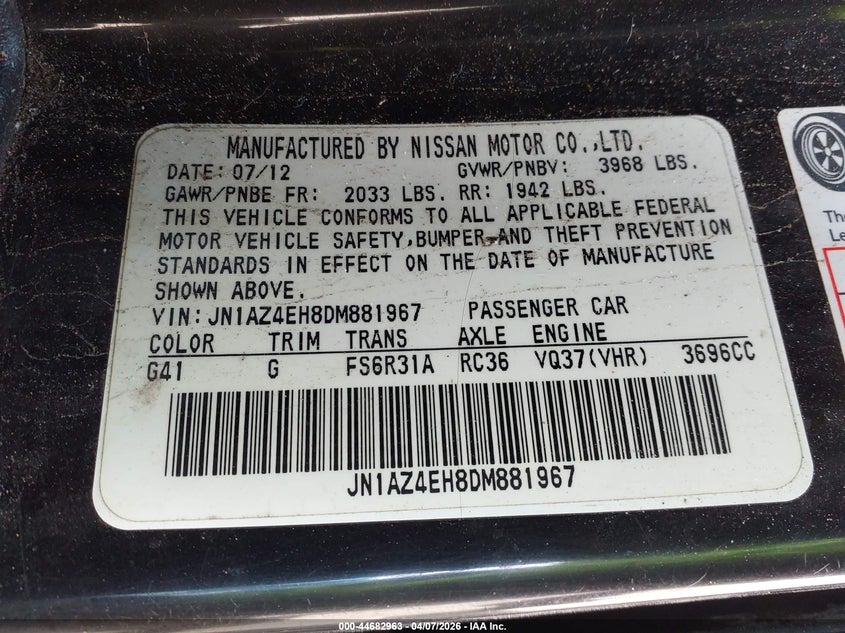 MANUFACTURED BY NISSAN MOTOR CO.,LTD.
DATE: 07/12 GVWR/PNBV: 3968 LBS.
GAWR/PNBE FR: 2033 LBS. RR: 1942 LBS.
THIS VEHICLE CONFORMS TO ALL APPLICABLE FEDERAL
MOTOR VEHICLE SAFETY,BUMPER AND THEFT PREVENTION
STANDARDS IN EFFECT ON THE DATE OF MANUFACTURE
SHOWN ABOVE.
VIN: JN1AZ4EH8DM881967 PASSENGER CAR
COLOR TRIM TRANS AXLE ENGINE
G41 G FS6R31A RC36 VQ37(VHR) 3696CC
JN1AZ4EH8DM881967
The
Le
000-44682963 - 04/07/2026 - IAA Inc.